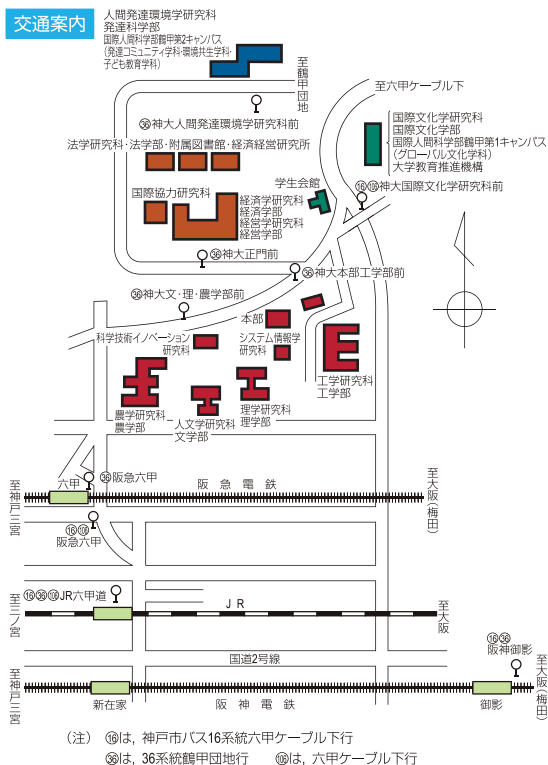 交通案内
人間発達環境学研究科
発達科学部
国際人間科学部鶴甲第2キャンパス
(発達コミュニティ学科・環境共生学科・
子ども教育学科)
至鶴甲団地
至六甲ケーブル下
㊱神大人間発達環境学研究科前
国際文化学研究科
国際文化学部
国際人間科学部鶴甲第1キャンパス
(グローバル文化学科)
大学教育推進機構
法学研究科・法学部・附属図書館・経済経営研究所
学生会館
⑯106神大国際文化学研究科前
国際協力研究科
経済学研究科
経済学部
経営学研究科
経営学部
㊱神大正門前
㊱神大本部工学部前
㊱神大文・理・農学部前
本部
科学技術イノベーション
研究科
システム情報学
研究科
工学研究科
工学部
農学研究科
農学部
人文学研究科
文学部
理学研究科
理学部
六甲
㊱阪急六甲
至神戸三宮
阪急電鉄
至大阪(梅田)
⑯106
阪急六甲
⑯㊱106JR六甲道
至三ノ宮
JR
至大阪
国道2号線
⑯㊱
阪神御影
至神戸三宮
新在家
阪神電鉄
御影
至大阪(梅田)
(注) ⑯は, 神戸市バス16系統六甲ケーブル下行
㊱は, 36系統鶴甲団地行 106は, 六甲ケーブル下行